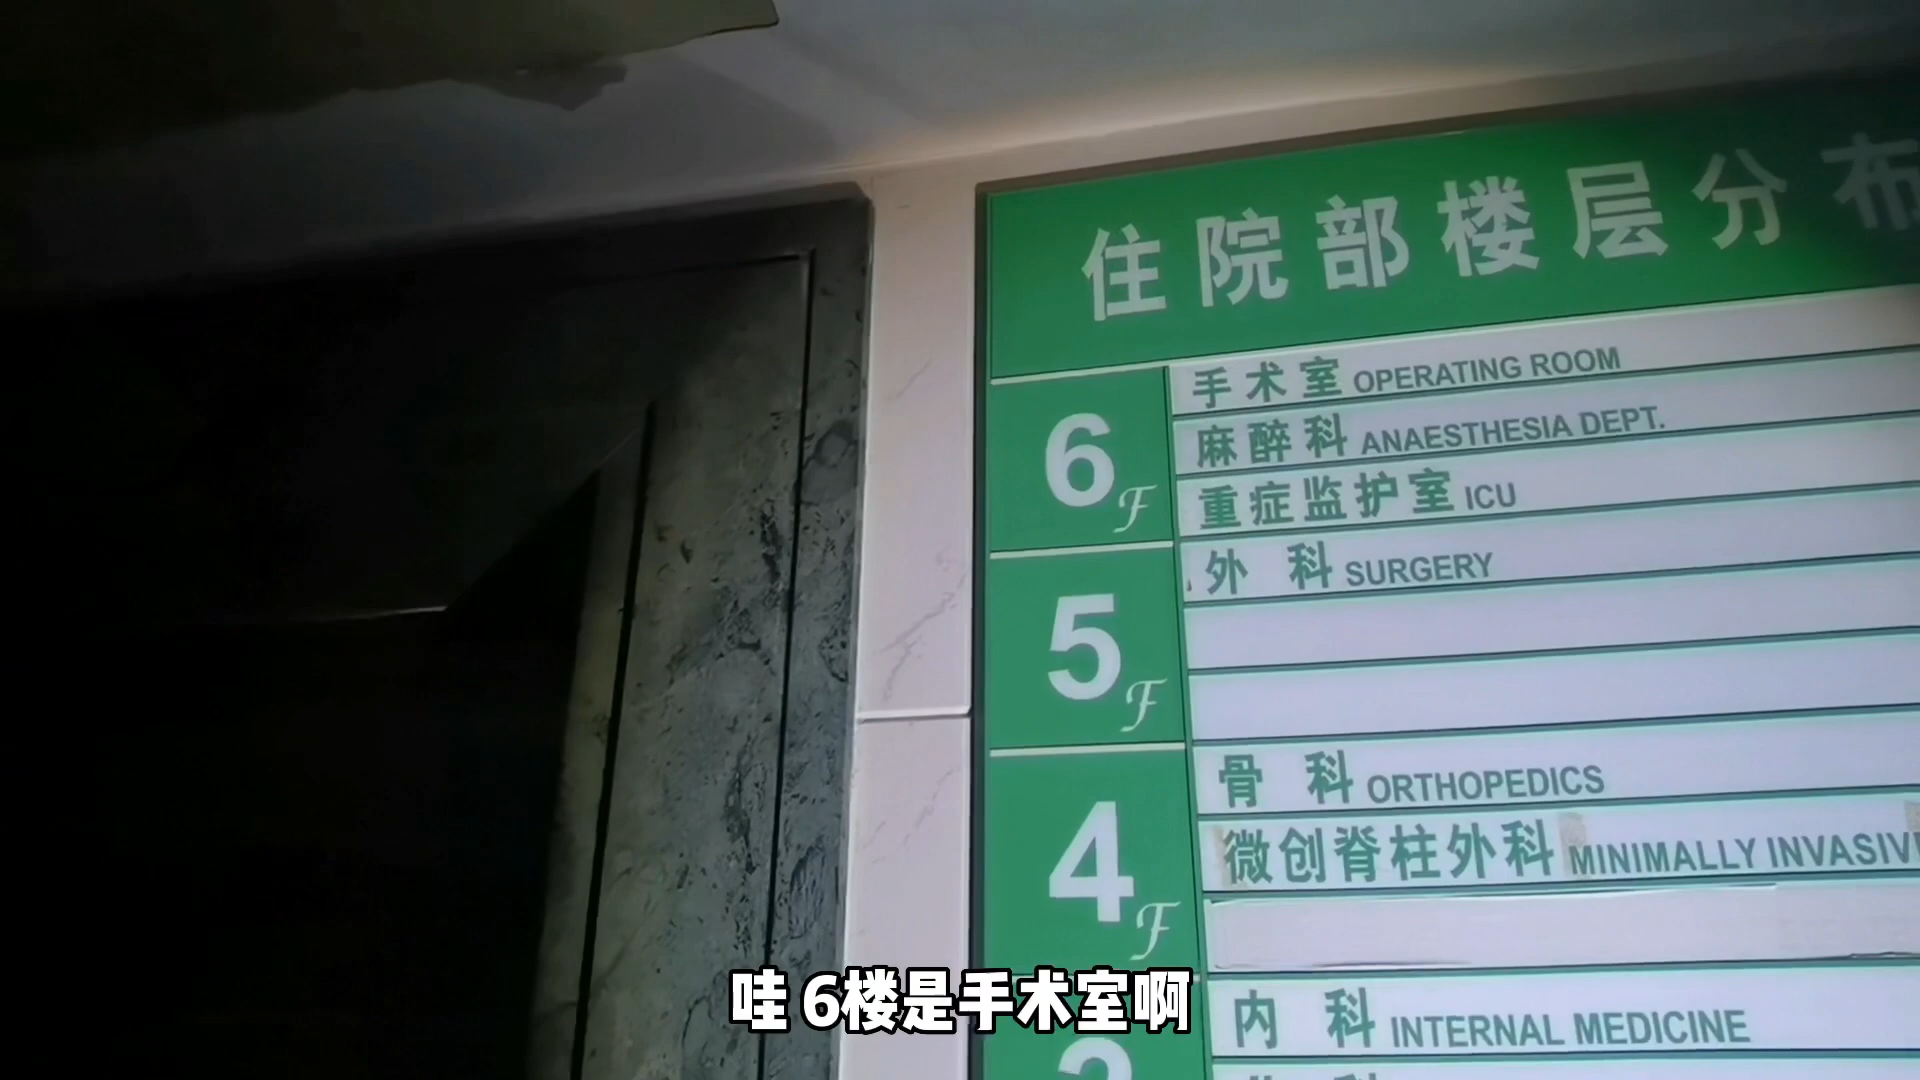 住院部楼层分布
6F
手术室 OPERATING ROOM
麻醉科 ANAESTHESIA DEPT.
重症监护室 ICU
5F
外科 SURGERY
4F
骨科 ORTHOPEDICS
微创脊柱外科 MINIMALLY INVASIVE
内科 INTERNAL MEDICINE
哇 6楼是手术室啊